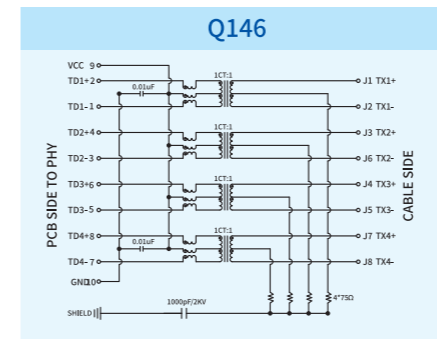 Q146
VCC 9
TD1+2
0.01uF
1CT:1
J1 TX1+
TD1-1
J2 TX1-
TD2+4
1CT:1
J3 TX2+
TD2-3
J6 TX2-
TD3+6
1CT:1
J4 TX3+
TD3-5
J5 TX3-
TD4+8
0.01uF
1CT:1
J7 TX4+
TD4-7
J8 TX4-
GND10
1000pF/2KV
4*75Ω
SHIELD
PCB SIDE TO PHY
CABLE SIDE